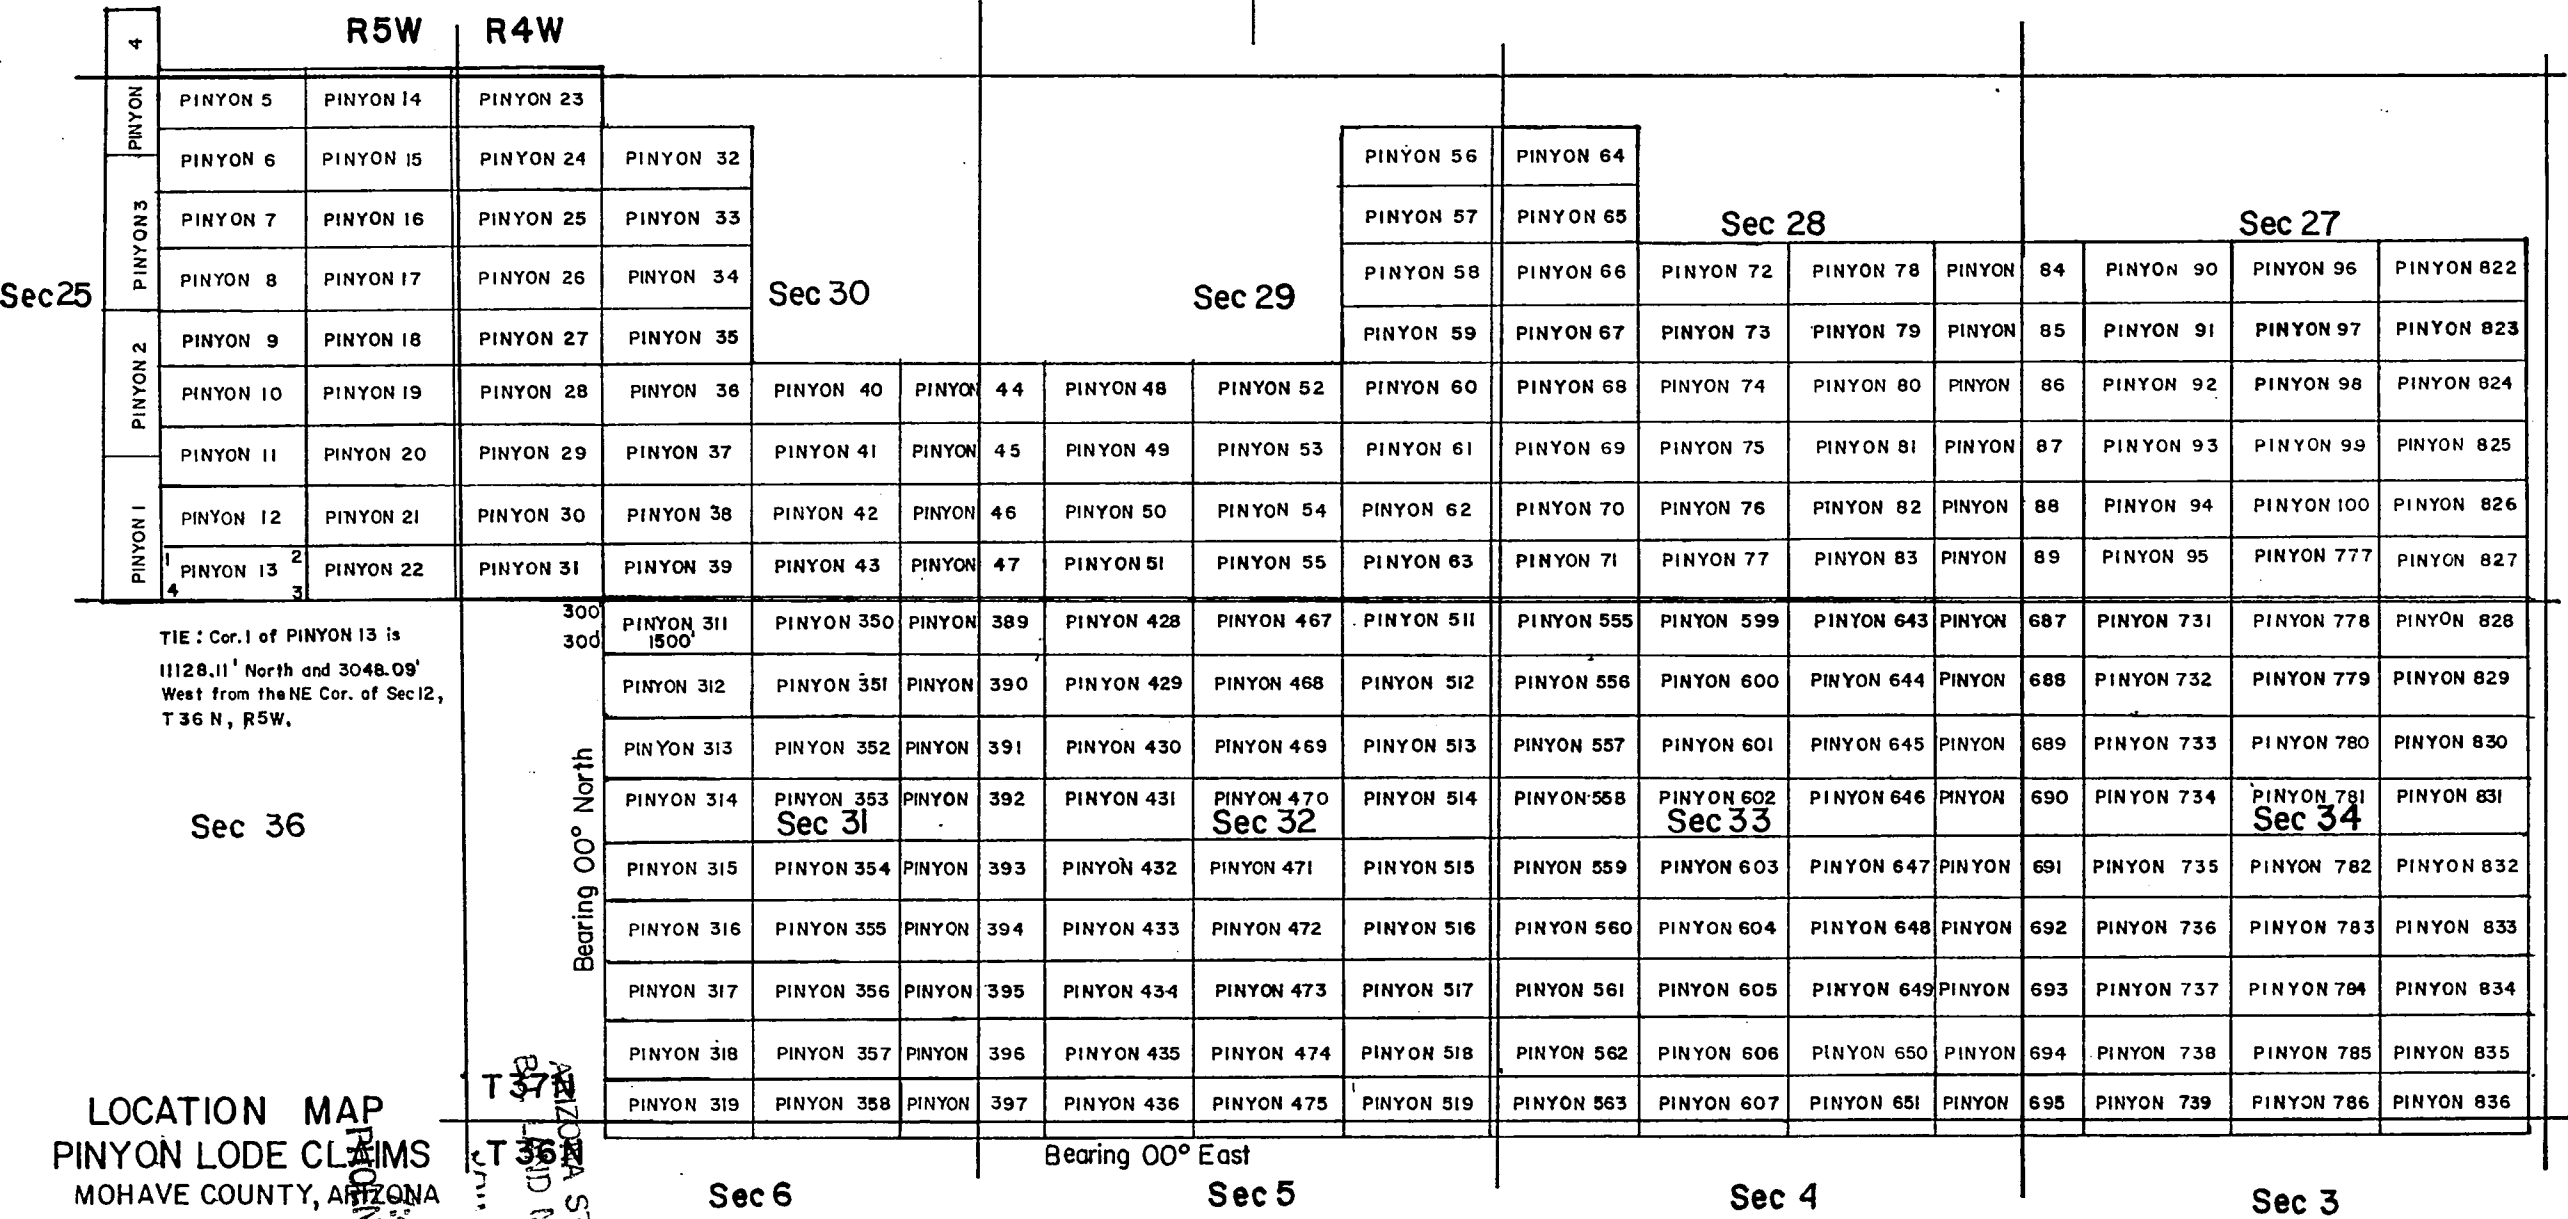 R5W R4W
PINYON 4
PINYON 5 PINYON 14 PINYON 23
PINYON 6 PINYON 15 PINYON 24 PINYON 32 PINYON 56 PINYON 64
PINYON 3
PINYON 7 PINYON 16 PINYON 25 PINYON 33 PINYON 57 PINYON 65 Sec 28 Sec 27
Sec 25 PINYON 8 PINYON 17 PINYON 26 PINYON 34 Sec 30 Sec 29 PINYON 58 PINYON 66 PINYON 72 PINYON 78 PINYON 84 PINYON 90 PINYON 96 PINYON 822
PINYON 2
PINYON 9 PINYON 18 PINYON 27 PINYON 35 PINYON 59 PINYON 67 PINYON 73 PINYON 79 PINYON 85 PINYON 91 PINYON 97 PINYON 823
PINYON 10 PINYON 19 PINYON 28 PINYON 36 PINYON 40 PINYON 44 PINYON 48 PINYON 52 PINYON 60 PINYON 68 PINYON 74 PINYON 80 PINYON 86 PINYON 92 PINYON 98 PINYON 824
PINYON 11 PINYON 20 PINYON 29 PINYON 37 PINYON 41 PINYON 45 PINYON 49 PINYON 53 PINYON 61 PINYON 69 PINYON 75 PINYON 81 PINYON 87 PINYON 93 PINYON 99 PINYON 825
PINYON 1
PINYON 12 PINYON 21 PINYON 30 PINYON 38 PINYON 42 PINYON 46 PINYON 50 PINYON 54 PINYON 62 PINYON 70 PINYON 76 PINYON 82 PINYON 88 PINYON 94 PINYON 100 PINYON 826
1 2
PINYON 13 PINYON 22 PINYON 31 PINYON 39 PINYON 43 PINYON 47 PINYON 51 PINYON 55 PINYON 63 PINYON 71 PINYON 77 PINYON 83 PINYON 89 PINYON 95 PINYON 777 PINYON 827
4 3
300' PINYON 311 PINYON 350 PINYON 389 PINYON 428 PINYON 467 PINYON 511 PINYON 555 PINYON 599 PINYON 643 PINYON 687 PINYON 731 PINYON 778 PINYON 828
300' 1500'
TIE: Cor. 1 of PINYON 13 is
11128.11' North and 3048.09'
West from the NE Cor. of Sec 12,
T 36 N, R5W.
PINYON 312 PINYON 351 PINYON 390 PINYON 429 PINYON 468 PINYON 512 PINYON 556 PINYON 600 PINYON 644 PINYON 688 PINYON 732 PINYON 779 PINYON 829
PINYON 313 PINYON 352 PINYON 391 PINYON 430 PINYON 469 PINYON 513 PINYON 557 PINYON 601 PINYON 645 PINYON 689 PINYON 733 PINYON 780 PINYON 830
PINYON 314 PINYON 353 PINYON 392 PINYON 431 PINYON 470 PINYON 514 PINYON 558 PINYON 602 PINYON 646 PINYON 690 PINYON 734 PINYON 781 PINYON 831
Sec 36 Sec 31 Sec 32 Sec 33 Sec 34
Bearing 00° North
PINYON 315 PINYON 354 PINYON 393 PINYON 432 PINYON 471 PINYON 515 PINYON 559 PINYON 603 PINYON 647 PINYON 691 PINYON 735 PINYON 782 PINYON 832
PINYON 316 PINYON 355 PINYON 394 PINYON 433 PINYON 472 PINYON 516 PINYON 560 PINYON 604 PINYON 648 PINYON 692 PINYON 736 PINYON 783 PINYON 833
PINYON 317 PINYON 356 PINYON 395 PINYON 434 PINYON 473 PINYON 517 PINYON 561 PINYON 605 PINYON 649 PINYON 693 PINYON 737 PINYON 784 PINYON 834
PINYON 318 PINYON 357 PINYON 396 PINYON 435 PINYON 474 PINYON 518 PINYON 562 PINYON 606 PINYON 650 PINYON 694 PINYON 738 PINYON 785 PINYON 835
PINYON 319 PINYON 358 PINYON 397 PINYON 436 PINYON 475 PINYON 519 PINYON 563 PINYON 607 PINYON 651 PINYON 695 PINYON 739 PINYON 786 PINYON 836
T 37N
T 36N
Bearing 00° East
Sec 6 Sec 5 Sec 4 Sec 3
LOCATION MAP
PINYON LODE CLAIMS
MOHAVE COUNTY, ARIZONA
ARIZONA
LAND